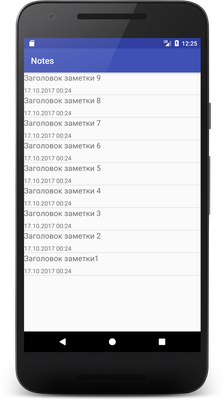 12:25
Notes
Заголовок заметки 9
17.10.2017 00:24
Заголовок заметки 8
17.10.2017 00:24
Заголовок заметки 7
17.10.2017 00:24
Заголовок заметки 6
17.10.2017 00:24
Заголовок заметки 5
17.10.2017 00:24
Заголовок заметки 4
17.10.2017 00:24
Заголовок заметки 3
17.10.2017 00:24
Заголовок заметки 2
17.10.2017 00:24
Заголовок заметки1
17.10.2017 00:24